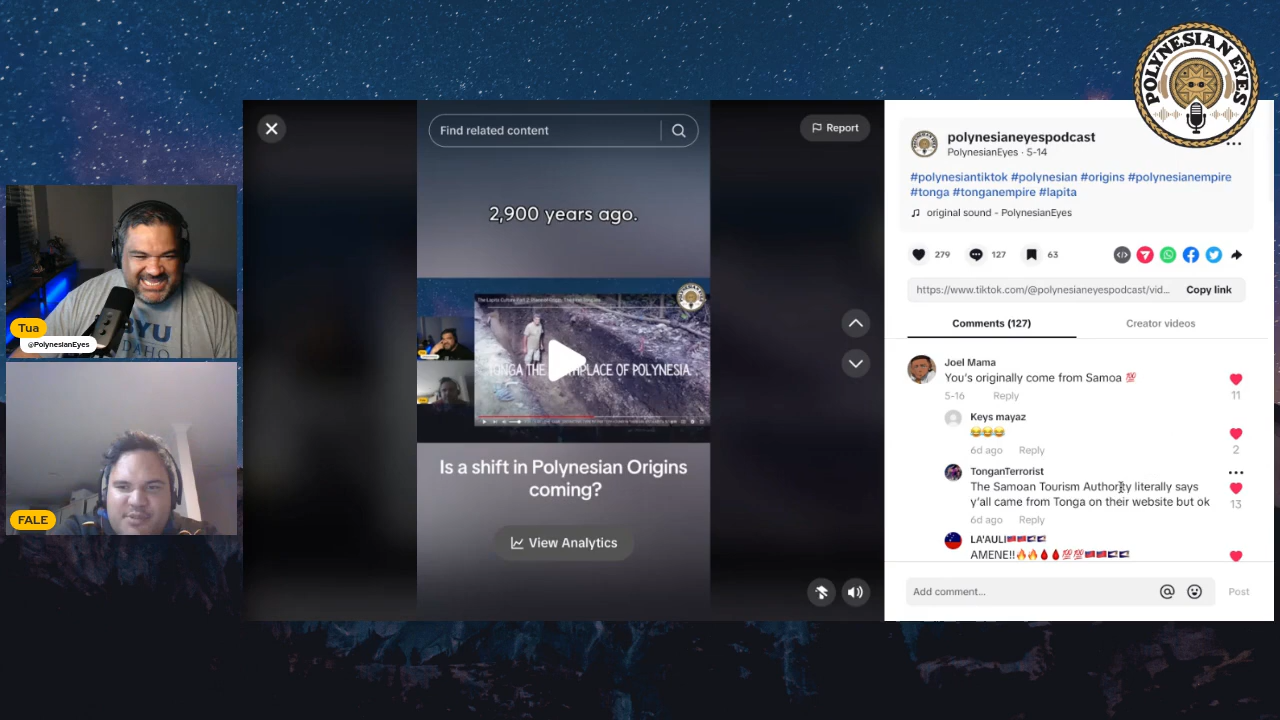 POLYNESIAN EYES
Find related content
Report
2,900 years ago.
TONGA THE BIRTHPLACE OF POLYNESIA.
Is a shift in Polynesian Origins
coming?
View Analytics
polynesianeyespodcast
PolynesianEyes · 5-14
#polynesiantiktok #polynesian #origins #polynesianempire
#tonga #tonganempire #lapita
original sound - PolynesianEyes
279
127
63
https://www.tiktok.com/@polynesianeyespodcast/vid...
Copy link
Comments (127)
Creator videos
Joel Mama
You's originally come from Samoa 💯
5-16 Reply
11
Keys mayaz
😂😂😂
6d ago Reply
2
TonganTerrorist
The Samoan Tourism Authority literally says
y'all came from Tonga on their website but ok
6d ago Reply
13
LA'AULI
AMENE!!
Add comment...
Post
BYU
IDAHO
Tua
@PolynesianEyes
FALE